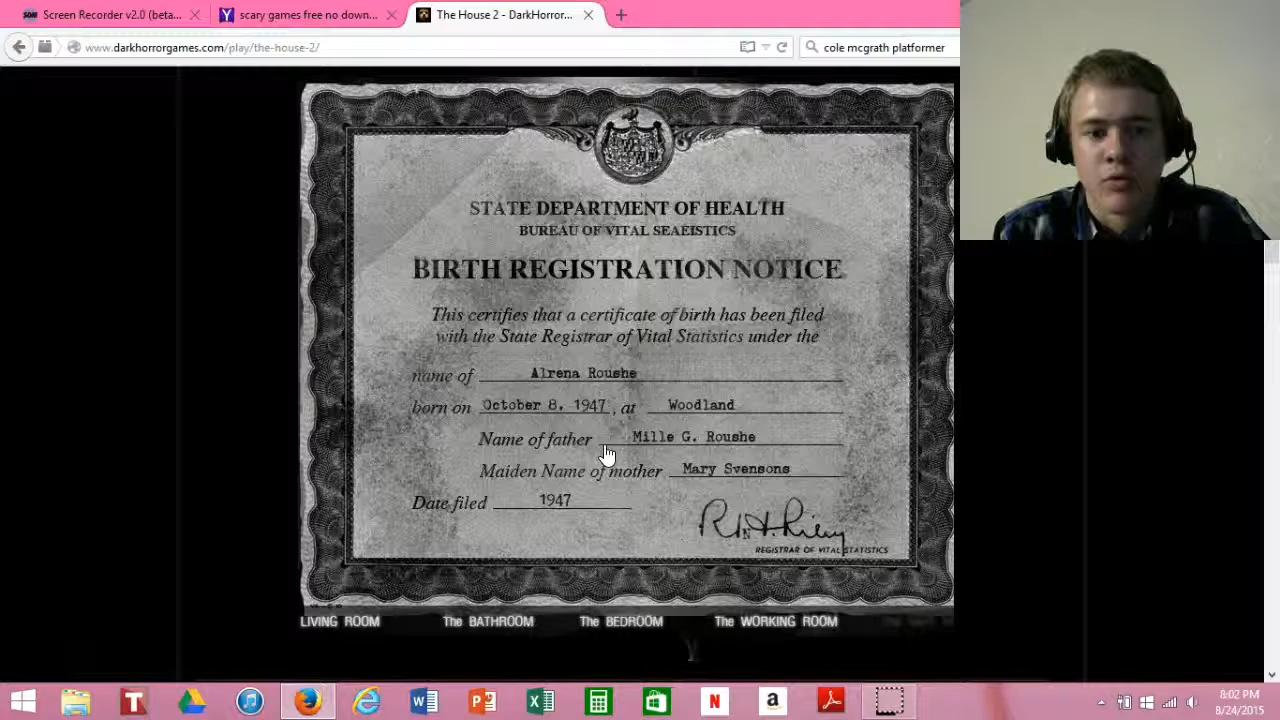 Screen Recorder v2.0 (beta...
scary games free no down...
The House 2 - DarkHorror...
www.darkhorrorgames.com/play/the-house-2/
cole mcgrath platformer
STATE DEPARTMENT OF HEALTH
BUREAU OF VITAL SEAEISTICS
BIRTH REGISTRATION NOTICE
This certifies that a certificate of birth has been filed
with the State Registrar of Vital Statistics under the
name of Alrena Roushe
born on October 8, 1947, at Woodland
Name of father Mille G. Roushe
Maiden Name of mother Mary Svensons
Date filed 1947
REGISTRAR OF VITAL STATISTICS
LIVING ROOM The BATHROOM The BEDROOM The WORKING ROOM
8:02 PM
8/24/2015